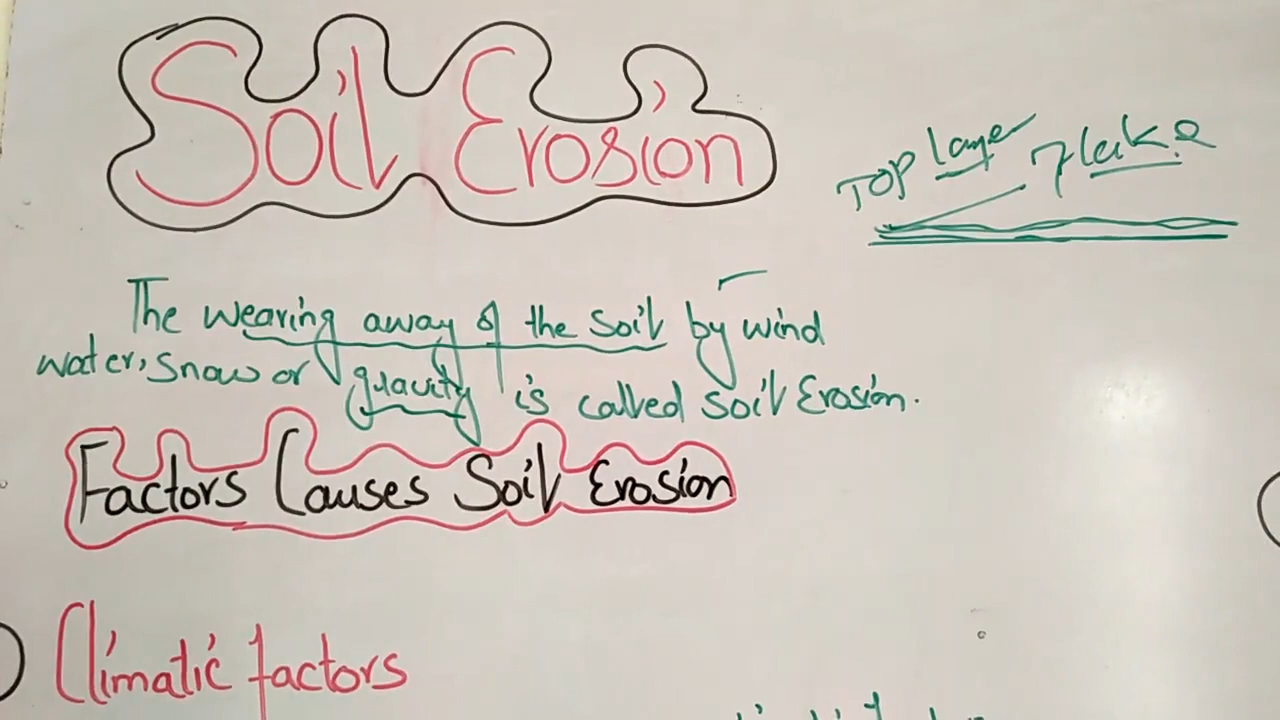 Soil Erosion
Top layer
The wearing away of the soil by wind
water, snow or gravity is called soil Erosion.
Factors Causes Soil Erosion
Climatic factors